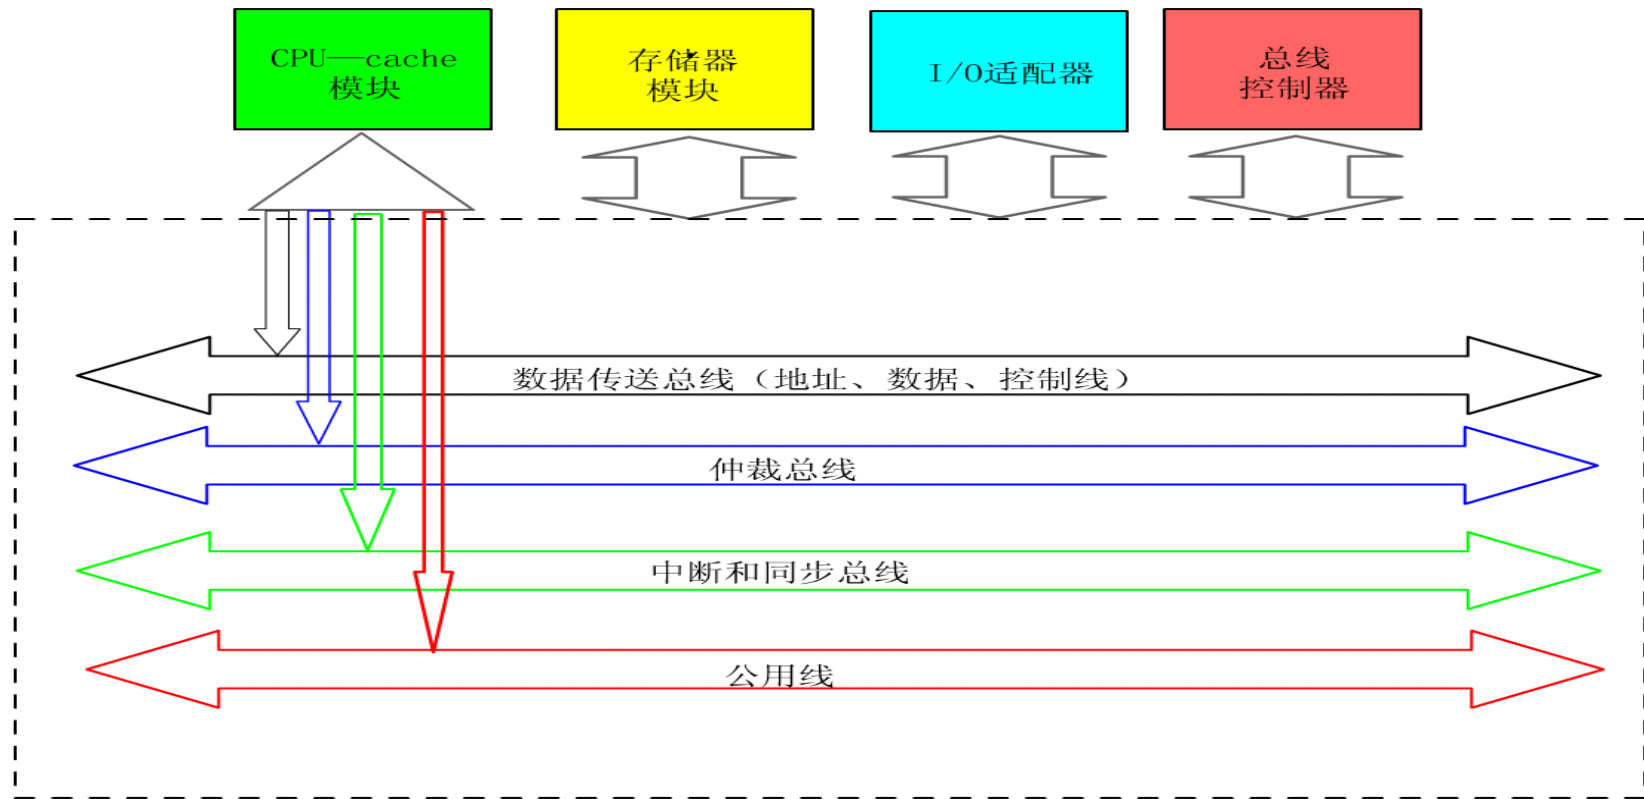 CPU—cache
模块
存储器
模块
I/O适配器
总线
控制器
数据传送总线（地址、数据、控制线）
仲裁总线
中断和同步总线
公用线